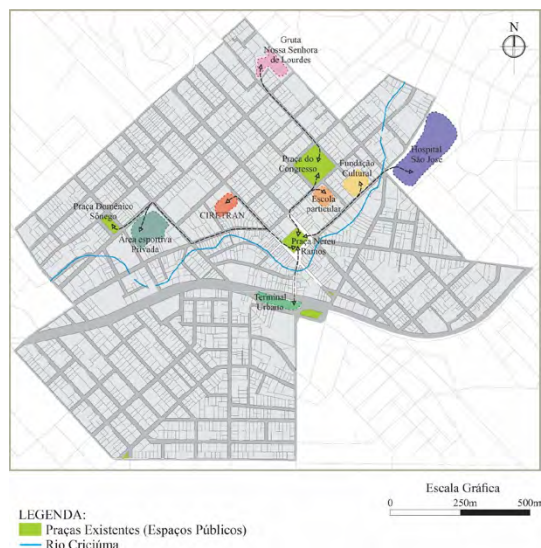 N
Gruta
Nossa Senhora
de Lourdes
Praça do
Congresso
Fundação
Cultural
Hospital
São José
Escola
particular
CIRETRAN
Praça Domênico
Sônego
Área esportiva
Privada
Praça Nereu
Ramos
Terminal
Urbano
Escala Gráfica
0 250m 500m
LEGENDA:
Praças Existentes (Espaços Públicos)
Rio Criciúma